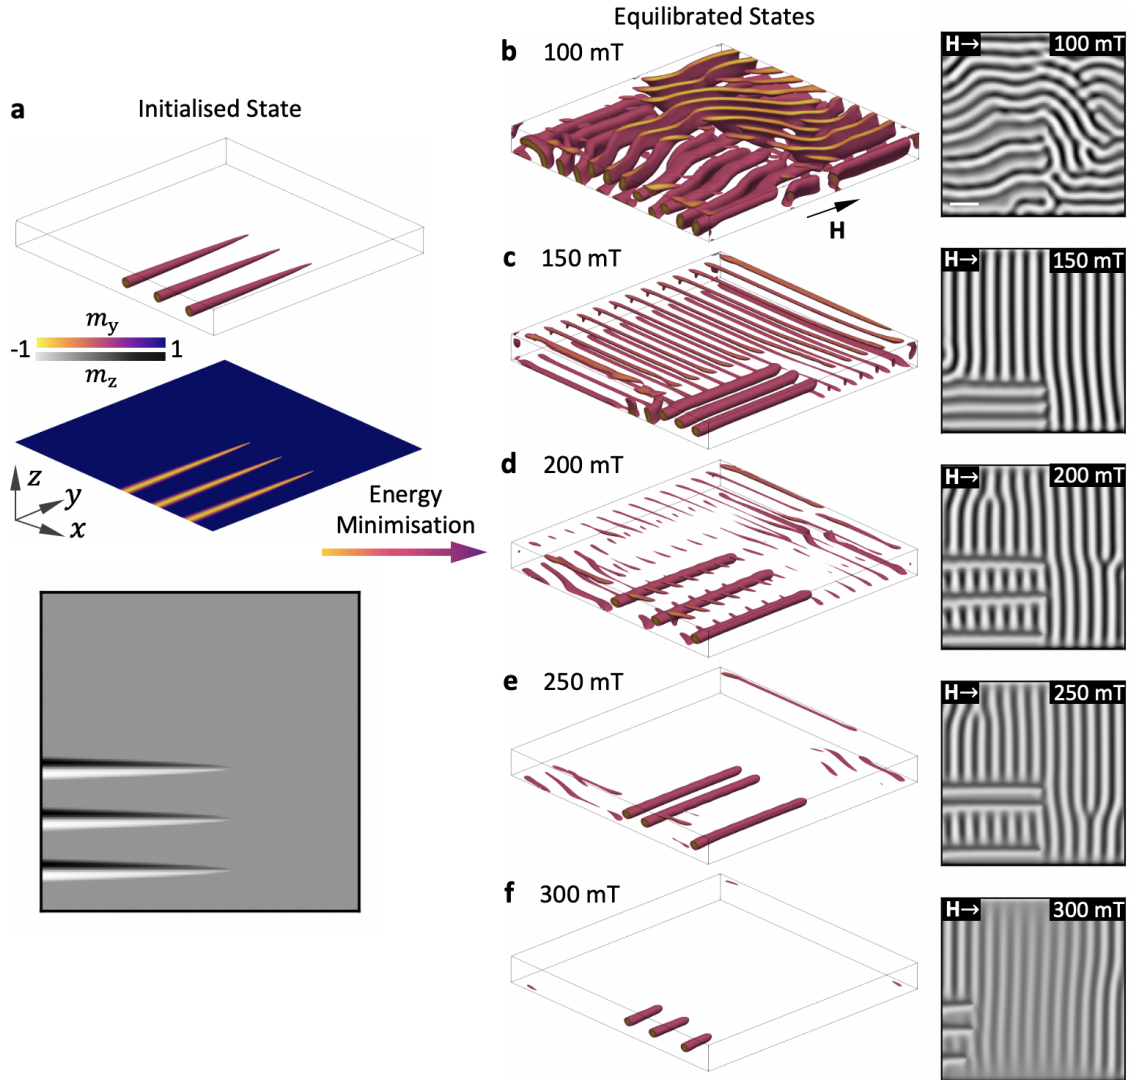 Equilibrated States
a
Initialised State
m_y
-1 1
m_z
z
y
x
Energy
Minimisation
b 100 mT
H
H→ 100 mT
c 150 mT
H→ 150 mT
d 200 mT
H→ 200 mT
e 250 mT
H→ 250 mT
f 300 mT
H→ 300 mT